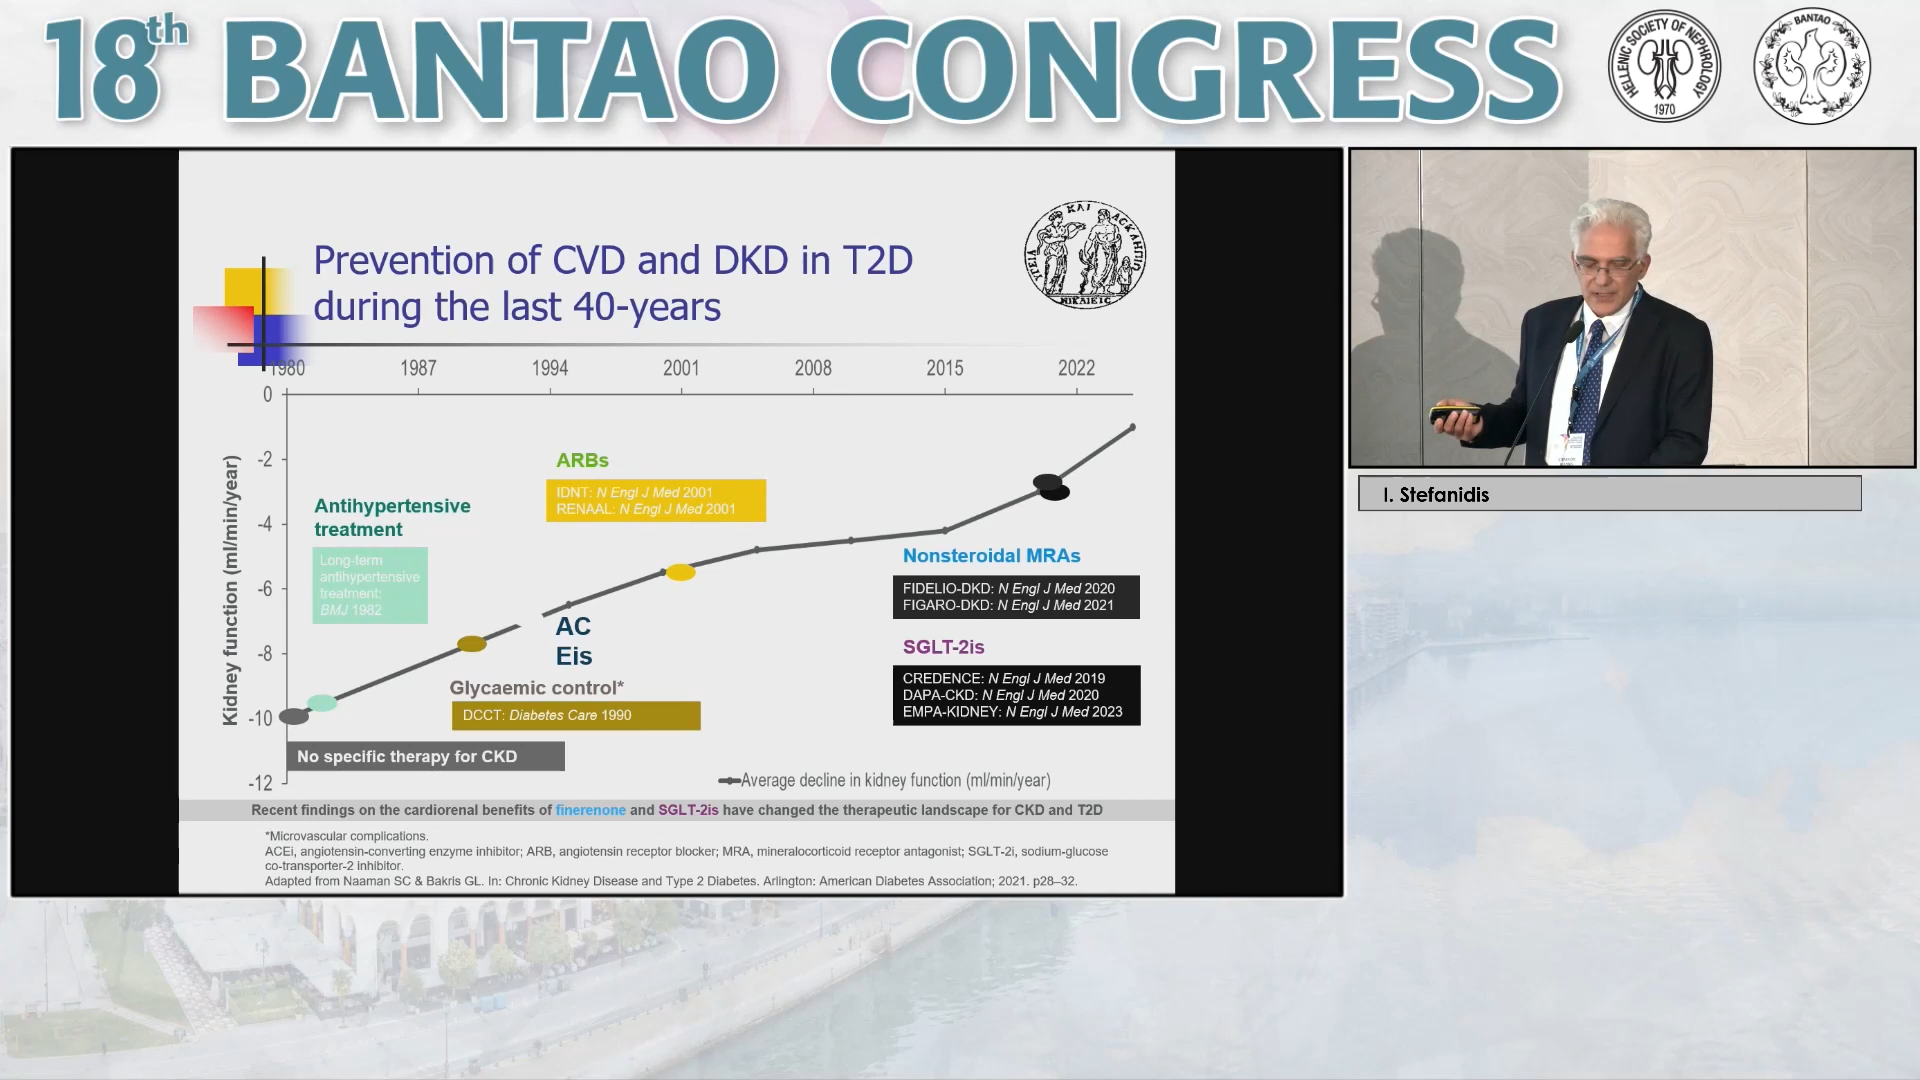 18th BANTAO CONGRESS
HELLENIC SOCIETY OF NEPHROLOGY
1970
BANTAO
Prevention of CVD and DKD in T2D
during the last 40-years
ΚΑΙ
ΥΓΕΙΑ
ΑΣΚΛΗΠΙΩ
ΝΙΚΑΙΕΙΣ
1980 1987 1994 2001 2008 2015 2022
0
-2
-4
-6
-8
-10
-12
Kidney function (ml/min/year)
Antihypertensive
treatment
Long-term
antihypertensive
treatment:
BMJ 1982
ARBs
IDNT: N Engl J Med 2001
RENAAL: N Engl J Med 2001
AC
Eis
Glycaemic control*
DCCT: Diabetes Care 1990
No specific therapy for CKD
Nonsteroidal MRAs
FIDELIO-DKD: N Engl J Med 2020
FIGARO-DKD: N Engl J Med 2021
SGLT-2is
CREDENCE: N Engl J Med 2019
DAPA-CKD: N Engl J Med 2020
EMPA-KIDNEY: N Engl J Med 2023
Average decline in kidney function (ml/min/year)
Recent findings on the cardiorenal benefits of finerenone and SGLT-2is have changed the therapeutic landscape for CKD and T2D
*Microvascular complications.
ACEi, angiotensin-converting enzyme inhibitor; ARB, angiotensin receptor blocker; MRA, mineralocorticoid receptor antagonist; SGLT-2i, sodium-glucose
co-transporter-2 inhibitor.
Adapted from Naaman SC & Bakris GL. In: Chronic Kidney Disease and Type 2 Diabetes. Arlington: American Diabetes Association; 2021. p28–32.
I. Stefanidis